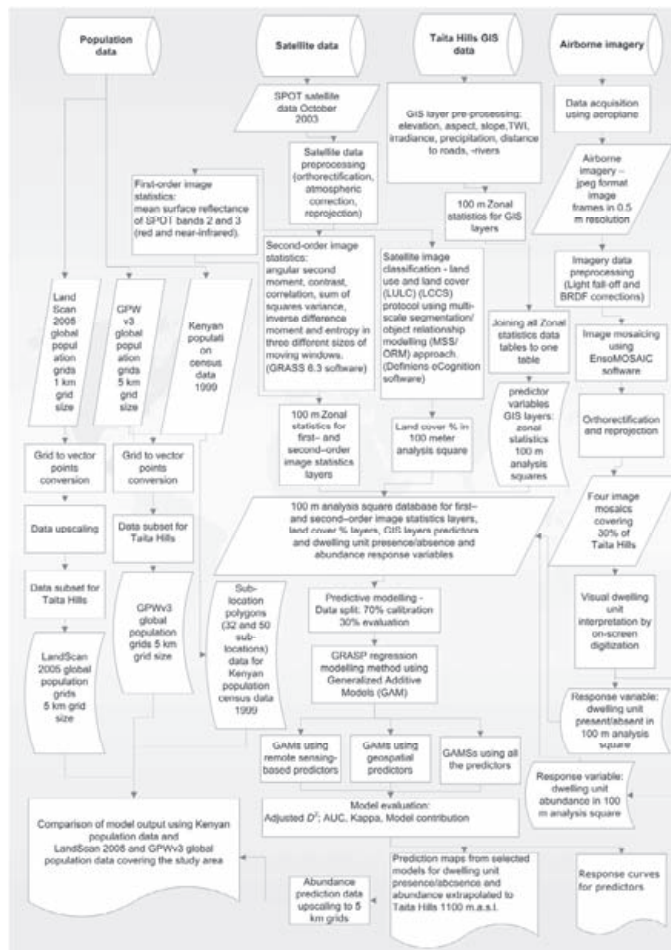 Population
data
Satellite data
Taita Hills GIS
data
Airborne imagery
SPOT satellite
data October
2003
GIS layer pre-processing:
elevation, aspect, slope,TWI,
irradiance, precipitation, distance
to roads, -rivers
Data acquisition
using aeroplane
Satellite data
preprocessing
(orthorectification,
atmospheric
correction,
reprojection)
First-order image
statistics:
mean surface reflectance
of SPOT bands 2 and 3
(red and near-infrared).
100 m Zonal
statistics for GIS
layers
Airborne
imagery –
jpeg format
image
frames in 0.5
m resolution
Second-order image
statistics:
angular second
moment, contrast,
correlation, sum of
squares variance,
inverse difference
moment and entropy in
three different sizes of
moving windows.
(GRASS 6.3 software)
Satellite image
classification - land
use and land cover
(LULC) (LCCS)
protocol using multi-
scale segmentation/
object relationship
modelling (MSS/
ORM) approach.
(Definiens eCognition
software)
Imagery data
preprocessing
(Light fall-off and
BRDF corrections)
Land
Scan
2005
global
popul
ation
grids
1 km
grid
size
GPW
v3
global
popul
ation
grids
5 km
grid
size
Kenyan
populati
on
census
data
1999
Joining all Zonal
statistics data
tables to one
table
Image mosaicing
using
EnsoMOSAIC
software
predictor
variables
GIS layers:
zonal
statistics
100 m
analysis
squares
Orthorectification
and reprojection
100 m Zonal
statistics for
first– and
second–order
image statistics
layers
Land cover % in
100 meter
analysis square
Grid to vector
points
conversion
Grid to vector
points
conversion
Four image
mosaics
covering
30% of
Taita Hills
Data upscaling
Data subset for
Taita Hills
100 m analysis square database for first–
and second–order image statistics layers,
land cover % layers, GIS layers predictors
and dwelling unit presence/absence and
abundance response variables
Data subset for
Taita Hills
GPWv3
global
population
grids 5 km
grid size
Sub-
location
polygons
(32 and 50
sub-
locations)
data for
Kenyan
population
census data
1999
Predictive modelling -
Data split: 70% calibration
30% evaluation
Visual dwelling
unit
interpretation by
on-screen
digitization
LandScan
2005 global
population
grids
5 km grid
size
GRASP regression
modelling method using
Generalized Additive
Models (GAM)
Response variable:
dwelling unit
present/absent in
100 m analysis
square
GAMS using
remote sensing-
based predictors
GAMs using
geospatial
predictors
GAMSs using all
the predictors
Response variable:
dwelling unit
abundance in 100
m analysis square
Comparison of model output using Kenyan
population data and
LandScan 2005 and GPWv3 global
population data covering the study area
Model evaluation:
Adjusted D²; AUC, Kappa, Model contribution
Abundance
prediction data
upscaling to 5
km grids
Prediction maps from selected
models for dwelling unit
presence/abcsence and
abundance extrapolated to
Taita Hills 1100 m.a.s.l.
Response curves
for predictors